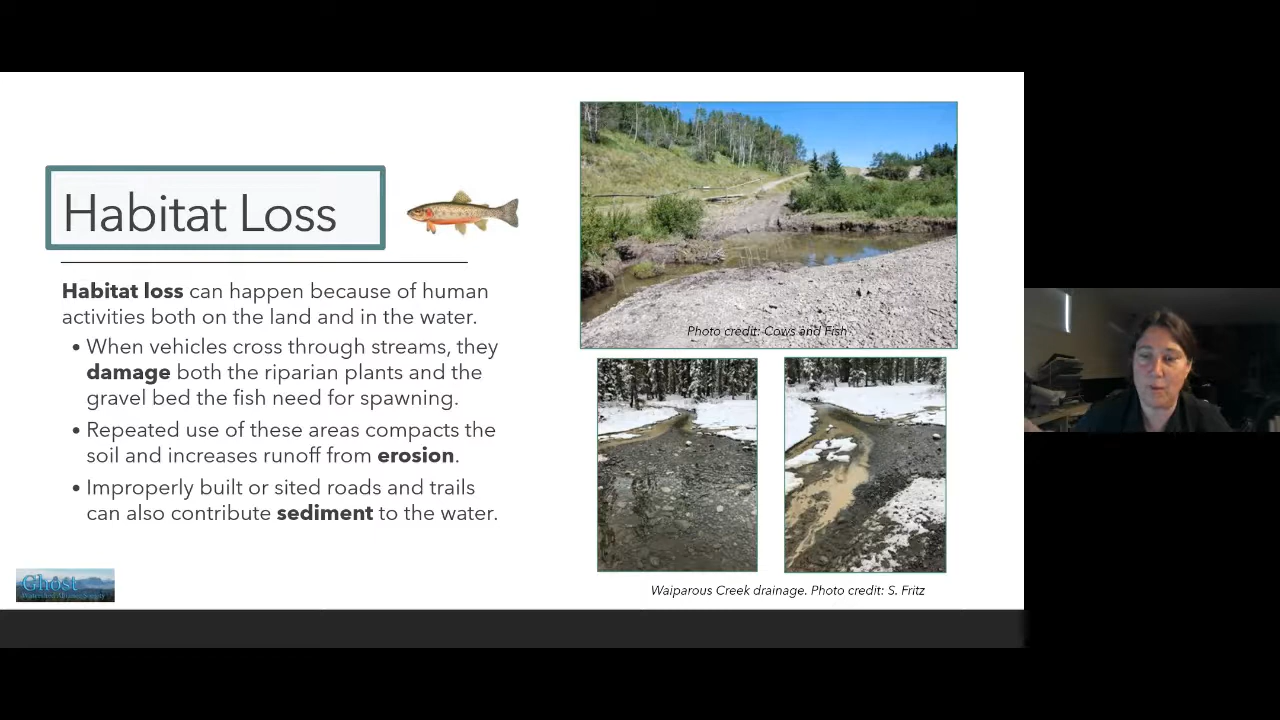 Habitat Loss
Habitat loss can happen because of human
activities both on the land and in the water.
• When vehicles cross through streams, they
damage both the riparian plants and the
gravel bed the fish need for spawning.
• Repeated use of these areas compacts the
soil and increases runoff from erosion.
• Improperly built or sited roads and trails
can also contribute sediment to the water.
Photo credit: Cows and Fish
Waiparous Creek drainage. Photo credit: S. Fritz
Ghost
Watershed Alliance Society